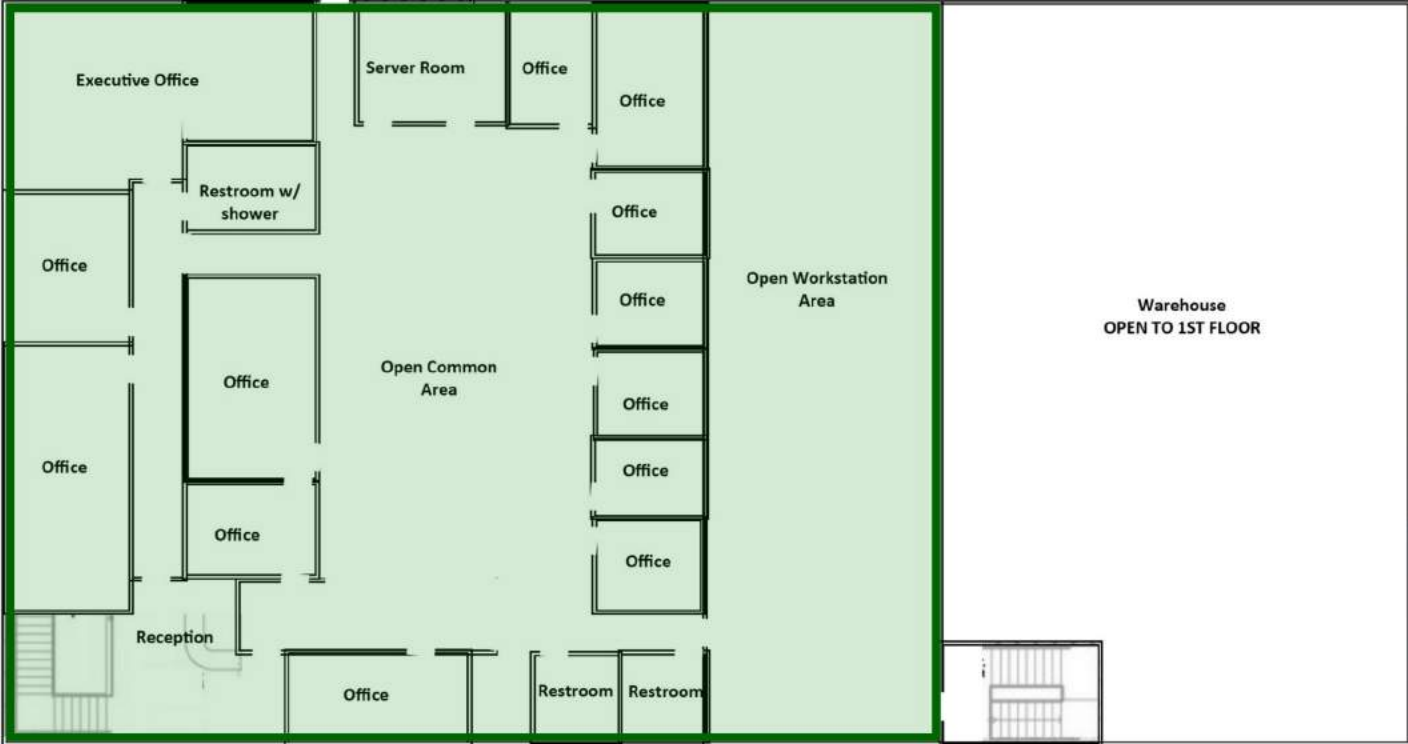 Executive Office
Server Room
Office
Office
Restroom w/
shower
Office
Office
Office
Open Workstation
Area
Warehouse
OPEN TO 1ST FLOOR
Office
Open Common
Area
Office
Office
Office
Office
Office
Reception
Office
Restroom
Restroom